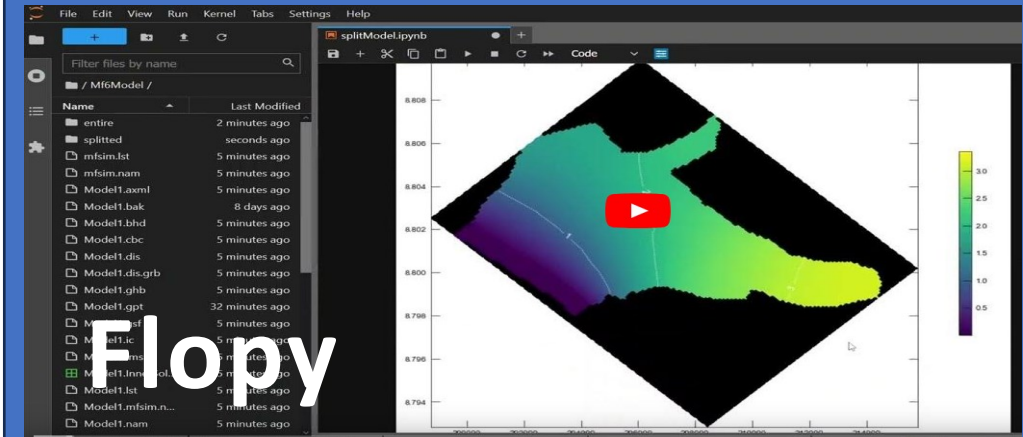 File Edit View Run Kernel Tabs Settings Help
+
splitModel.ipynb
+
Code
Filter files by name
/ Mf6Model /
Name Last Modified
entire 2 minutes ago
splitted seconds ago
mfsim.lst 5 minutes ago
mfsim.nam 5 minutes ago
Model1.axml 5 minutes ago
Model1.bak 8 days ago
Model1.bhd 5 minutes ago
Model1.cbc 5 minutes ago
Model1.dis 5 minutes ago
Model1.dis.grb 5 minutes ago
Model1.ghb 5 minutes ago
Model1.gpt 32 minutes ago
5 minutes ago
Model1.lst 5 minutes ago
Model1.mfsim.n... 5 minutes ago
Model1.nam 5 minutes ago
Flopy
8.808
8.806
8.804
8.802
8.800
8.798
8.796
8.794
1
3.0
2.5
2.0
1.5
1.0
0.5